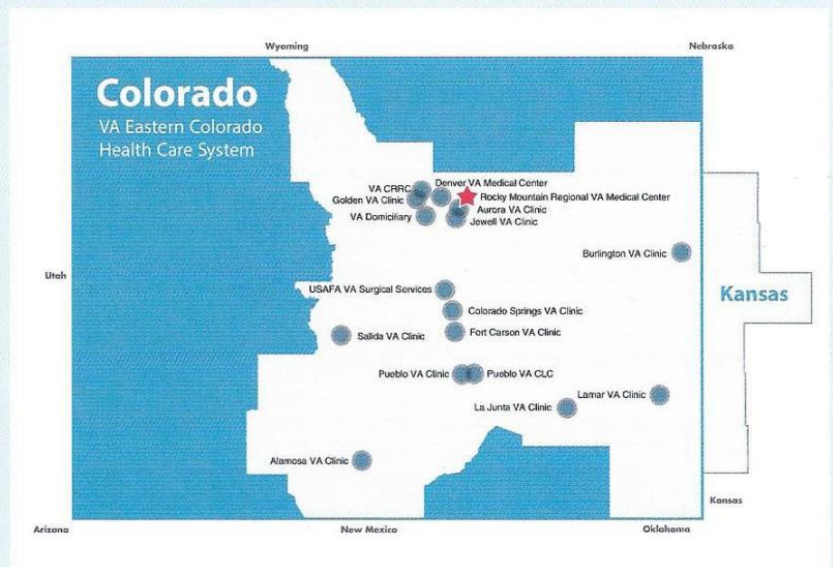 Wyoming
Nebraska
Colorado
VA Eastern Colorado
Health Care System
VA CRRC
Denver VA Medical Center
Golden VA Clinic
Rocky Mountain Regional VA Medical Center
VA Domiciliary
Aurora VA Clinic
Jewell VA Clinic
Burlington VA Clinic
Utah
USAFA VA Surgical Services
Kansas
Colorado Springs VA Clinic
Salida VA Clinic
Fort Carson VA Clinic
Pueblo VA Clinic
Pueblo VA CLC
Lamar VA Clinic
La Junta VA Clinic
Alamosa VA Clinic
Kansas
Arizona
New Mexico
Oklahoma